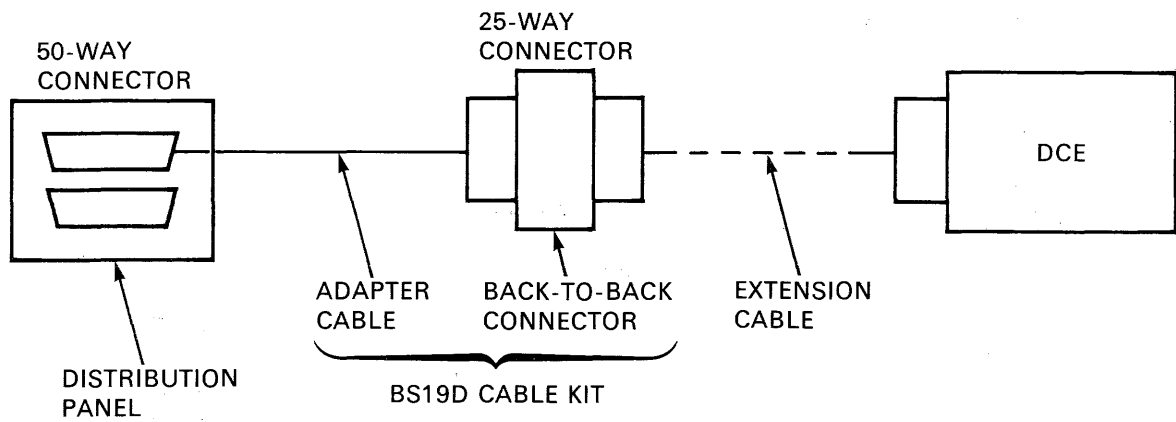 50-WAY
CONNECTOR
25-WAY
CONNECTOR
DCE
ADAPTER
CABLE
BACK-TO-BACK
CONNECTOR
EXTENSION
CABLE
DISTRIBUTION
PANEL
BS19D CABLE KIT